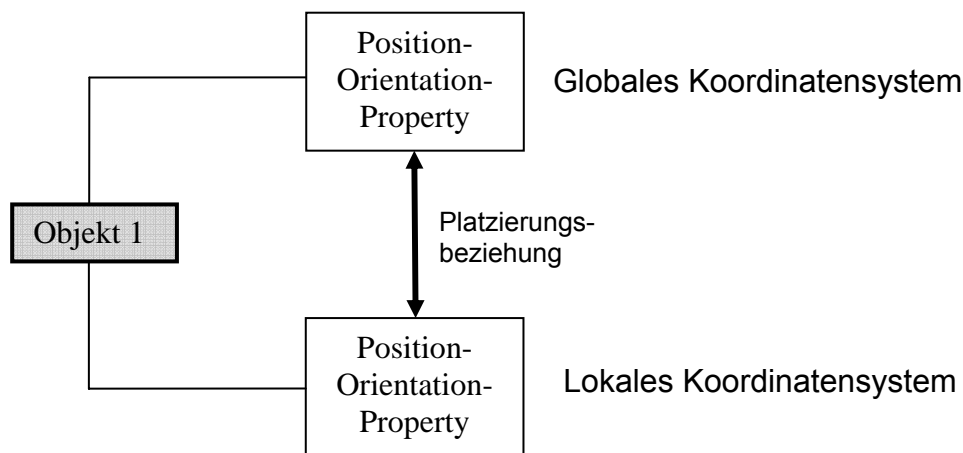 Position-
Orientation-
Property
Globales Koordinatensystem
Objekt 1
Platzierungs-
beziehung
Position-
Orientation-
Property
Lokales Koordinatensystem